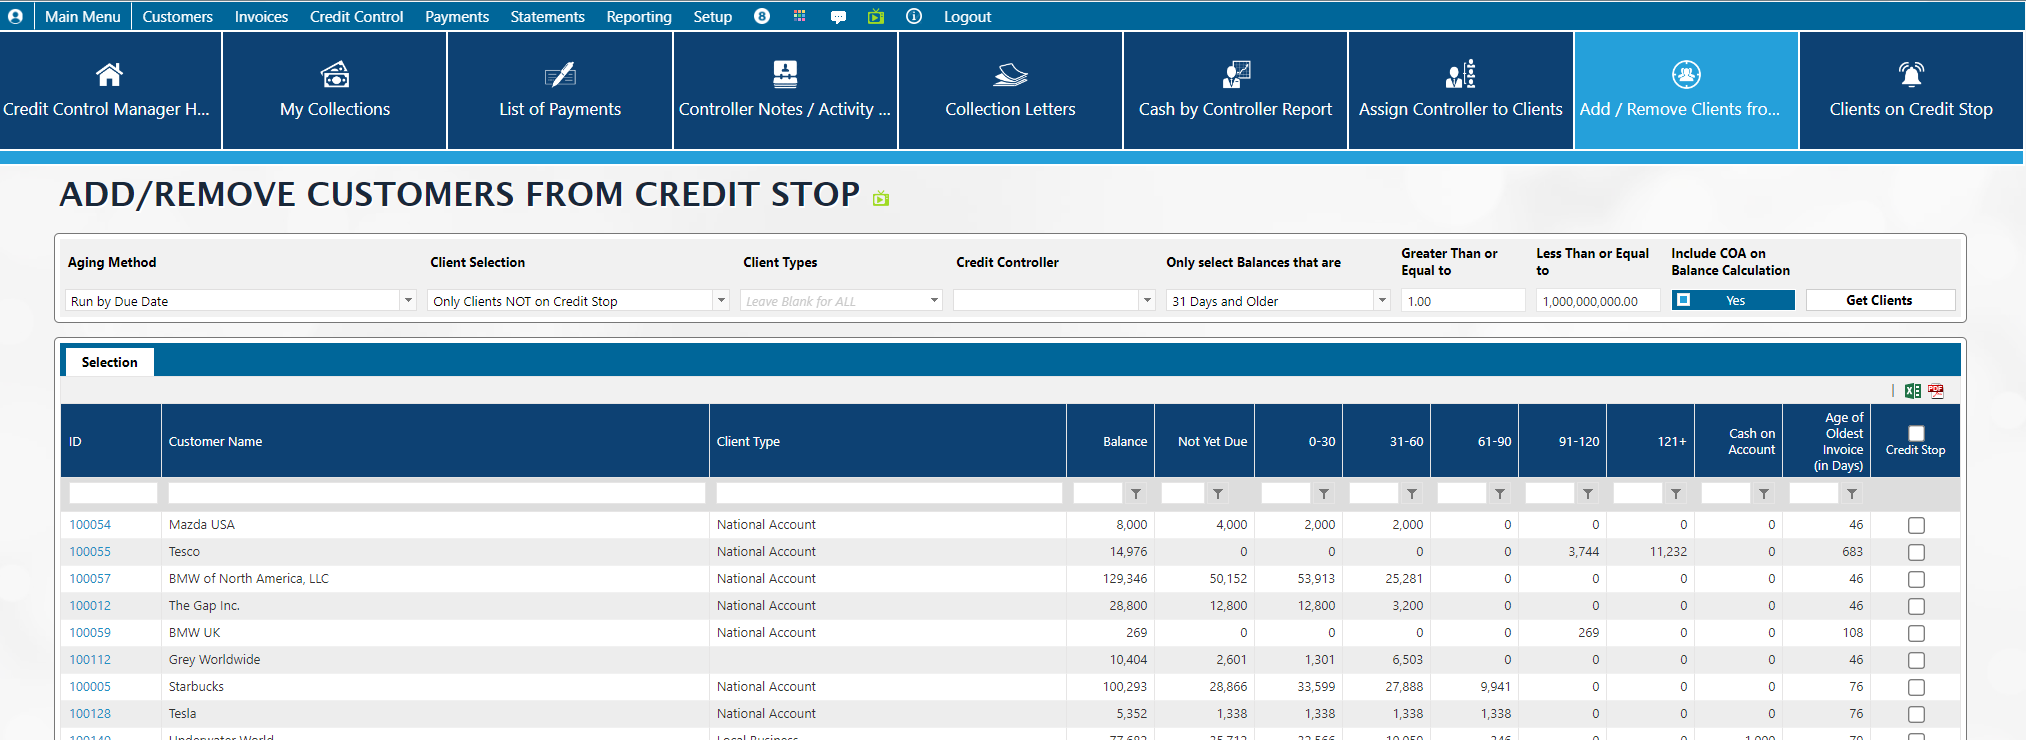 Main Menu Customers Invoices Credit Control Payments Statements Reporting Setup 8 Logout
Credit Control Manager H... My Collections List of Payments Controller Notes / Activity ... Collection Letters Cash by Controller Report Assign Controller to Clients Add / Remove Clients fro... Clients on Credit Stop
ADD/REMOVE CUSTOMERS FROM CREDIT STOP
Aging Method Client Selection Client Types Credit Controller Only select Balances that are Greater Than or Equal to Less Than or Equal to Include COA on Balance Calculation
Run by Due Date Only Clients NOT on Credit Stop Leave Blank for ALL 31 Days and Older 1.00 1,000,000,000.00 Yes Get Clients
Selection
ID Customer Name Client Type Balance Not Yet Due 0-30 31-60 61-90 91-120 121+ Cash on Account Age of Oldest Invoice (in Days) Credit Stop
100054 Mazda USA National Account 8,000 4,000 2,000 2,000 0 0 0 0 46
100055 Tesco National Account 14,976 0 0 0 0 3,744 11,232 0 683
100057 BMW of North America, LLC National Account 129,346 50,152 53,913 25,281 0 0 0 0 46
100012 The Gap Inc. National Account 28,800 12,800 12,800 3,200 0 0 0 0 46
100059 BMW UK National Account 269 0 0 0 0 269 0 0 108
100112 Grey Worldwide 10,404 2,601 1,301 6,503 0 0 0 0 46
100005 Starbucks National Account 100,293 28,866 33,599 27,888 9,941 0 0 0 76
100128 Tesla National Account 5,352 1,338 1,338 1,338 1,338 0 0 0 76
Underwater World Local Business